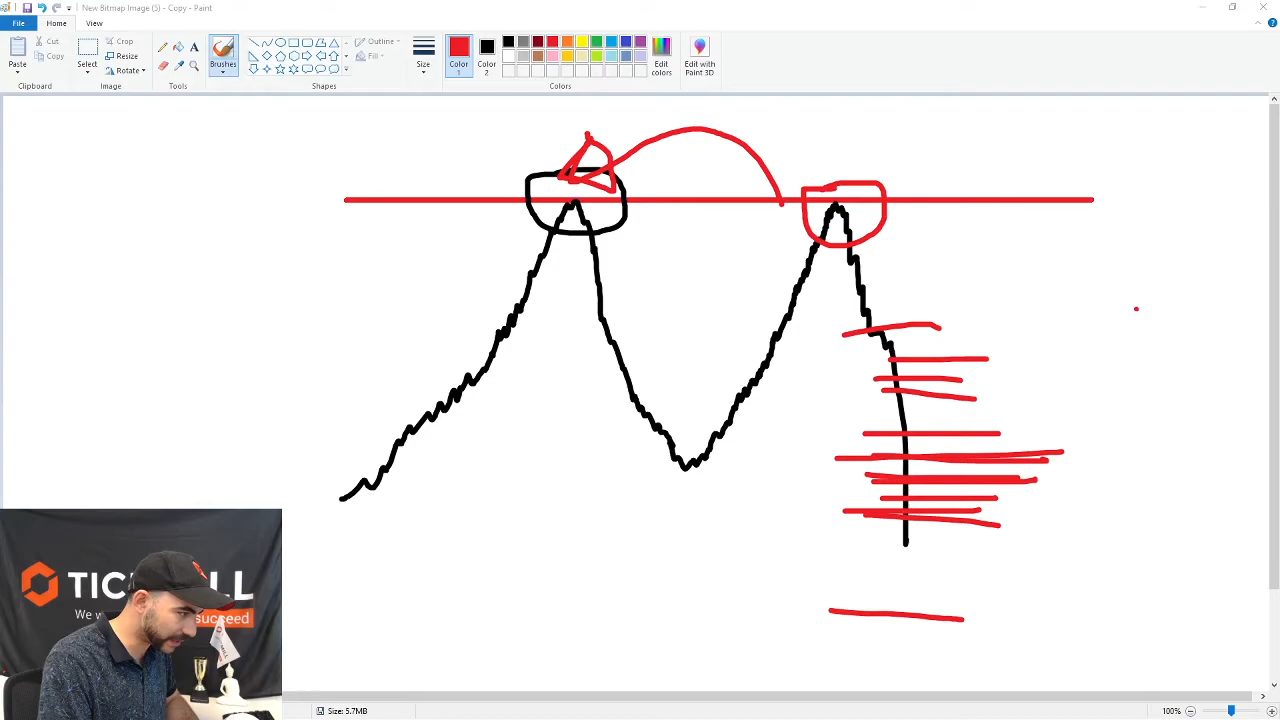 New Bitmap Image (5) - Copy - Paint
File
Home
View
Paste
Cut
Copy
Clipboard
Select
Crop
Resize
Rotate
Image
Tools
Brushes
Shapes
Outline
Fill
Size
Color 1
Color 2
Edit colors
Colors
Edit with Paint 3D
TIC
LL
We w
succeed
Size: 5.7MB
100%